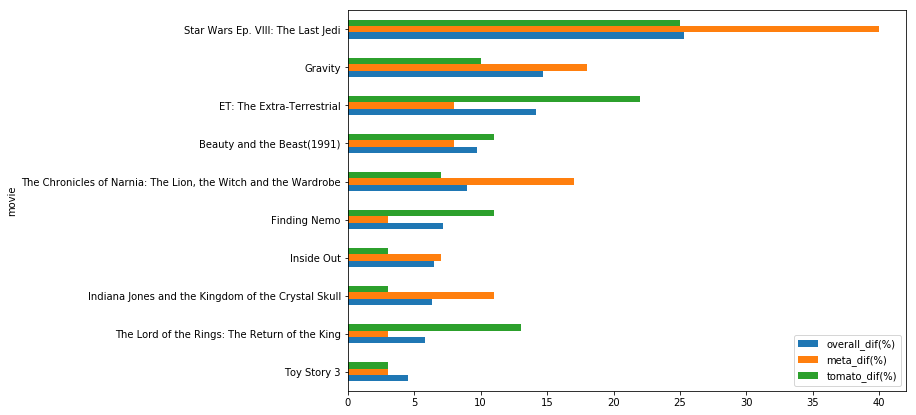 Star Wars Ep. VIII: The Last Jedi
Gravity
ET: The Extra-Terrestrial
Beauty and the Beast(1991)
The Chronicles of Narnia: The Lion, the Witch and the Wardrobe
Finding Nemo
Inside Out
Indiana Jones and the Kingdom of the Crystal Skull
The Lord of the Rings: The Return of the King
Toy Story 3
movie
overall_dif(%)
meta_dif(%)
tomato_dif(%)
0 5 10 15 20 25 30 35 40